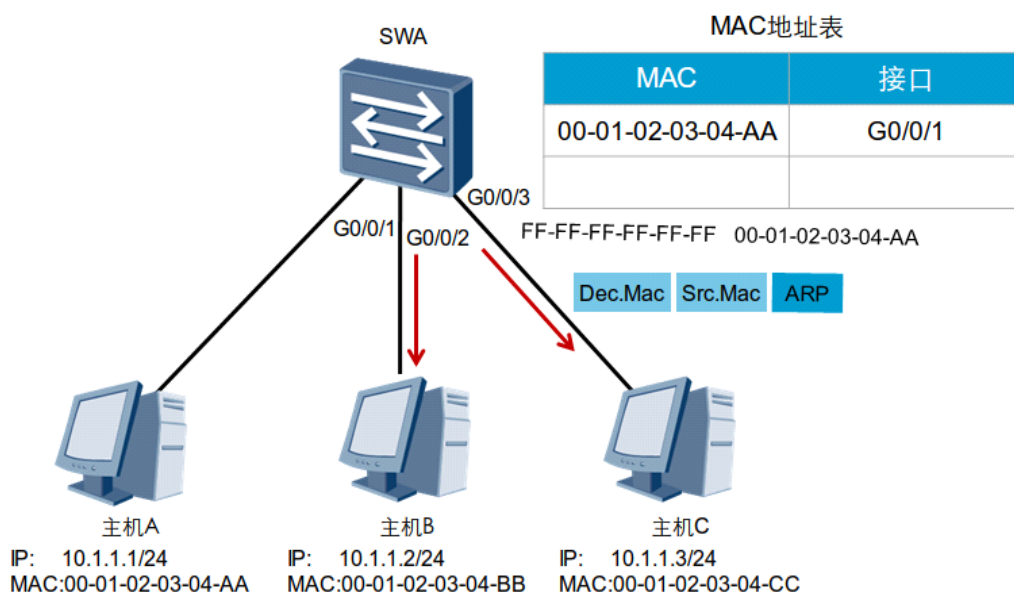 SWA
MAC地址表
MAC 接口
00-01-02-03-04-AA G0/0/1
G0/0/1 G0/0/2 G0/0/3
FF-FF-FF-FF-FF-FF 00-01-02-03-04-AA
Dec.Mac Src.Mac ARP
主机A
IP: 10.1.1.1/24
MAC:00-01-02-03-04-AA
主机B
IP: 10.1.1.2/24
MAC:00-01-02-03-04-BB
主机C
IP: 10.1.1.3/24
MAC:00-01-02-03-04-CC